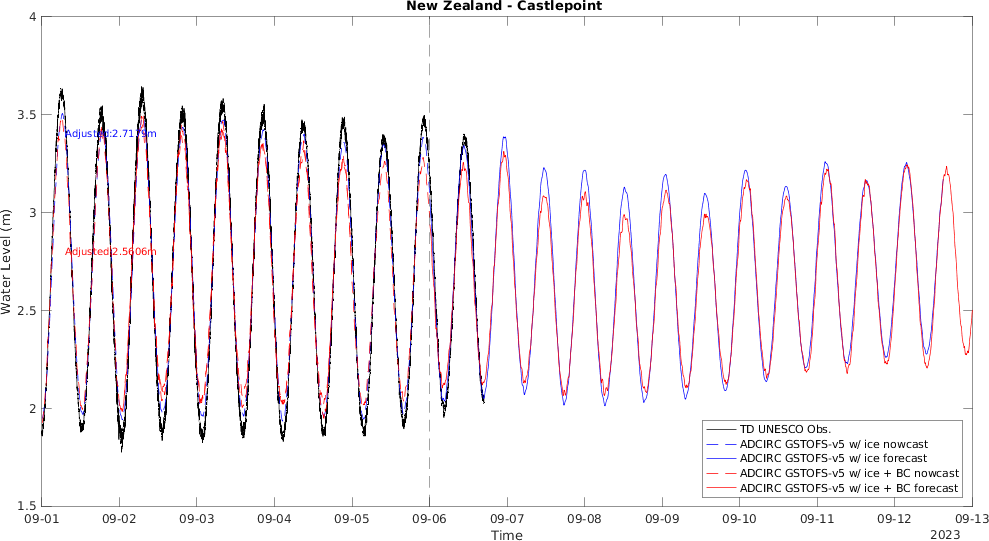 New Zealand - Castlepoint
4
3.5
3
2.5
2
1.5
Water Level (m)
Adjusted:2.7179m
Adjusted:2.5606m
TD UNESCO Obs.
ADCIRC GSTOFS-v5 w/ ice nowcast
ADCIRC GSTOFS-v5 w/ ice forecast
ADCIRC GSTOFS-v5 w/ ice + BC nowcast
ADCIRC GSTOFS-v5 w/ ice + BC forecast
09-01 09-02 09-03 09-04 09-05 09-06 09-07 09-08 09-09 09-10 09-11 09-12 09-13
Time
2023